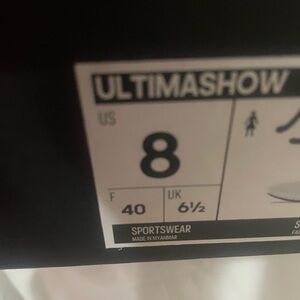 ULTIMASHOW
US
8
F
40
UK
6½
SPORTSWEAR
MADE IN MYANMAR